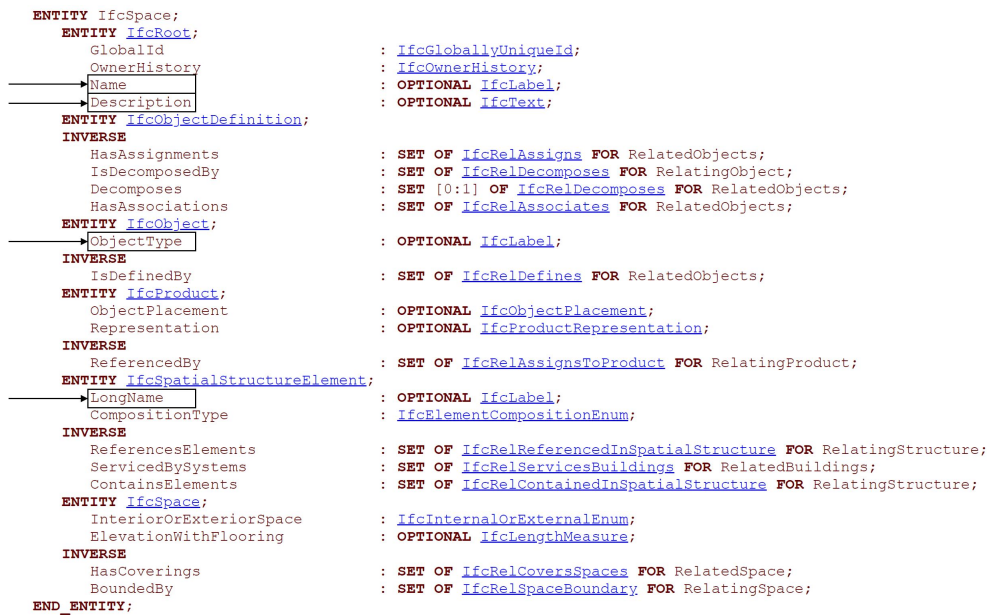 ENTITY IfcSpace;
ENTITY IfcRoot;
GlobalId : IfcGloballyUniqueId;
OwnerHistory : IfcOwnerHistory;
Name : OPTIONAL IfcLabel;
Description : OPTIONAL IfcText;
ENTITY IfcObjectDefinition;
INVERSE
HasAssignments : SET OF IfcRelAssigns FOR RelatedObjects;
IsDecomposedBy : SET OF IfcRelDecomposes FOR RelatingObject;
Decomposes : SET [0:1] OF IfcRelDecomposes FOR RelatedObjects;
HasAssociations : SET OF IfcRelAssociates FOR RelatedObjects;
ENTITY IfcObject;
ObjectType : OPTIONAL IfcLabel;
INVERSE
IsDefinedBy : SET OF IfcRelDefines FOR RelatedObjects;
ENTITY IfcProduct;
ObjectPlacement : OPTIONAL IfcObjectPlacement;
Representation : OPTIONAL IfcProductRepresentation;
INVERSE
ReferencedBy : SET OF IfcRelAssignsToProduct FOR RelatingProduct;
ENTITY IfcSpatialStructureElement;
LongName : OPTIONAL IfcLabel;
CompositionType : IfcElementCompositionEnum;
INVERSE
ReferencesElements : SET OF IfcRelReferencedInSpatialStructure FOR RelatingStructure;
ServicedBySystems : SET OF IfcRelServicesBuildings FOR RelatedBuildings;
ContainsElements : SET OF IfcRelContainedInSpatialStructure FOR RelatingStructure;
ENTITY IfcSpace;
InteriorOrExteriorSpace : IfcInternalOrExternalEnum;
ElevationWithFlooring : OPTIONAL IfcLengthMeasure;
INVERSE
HasCoverings : SET OF IfcRelCoversSpaces FOR RelatedSpace;
BoundedBy : SET OF IfcRelSpaceBoundary FOR RelatingSpace;
END_ENTITY;